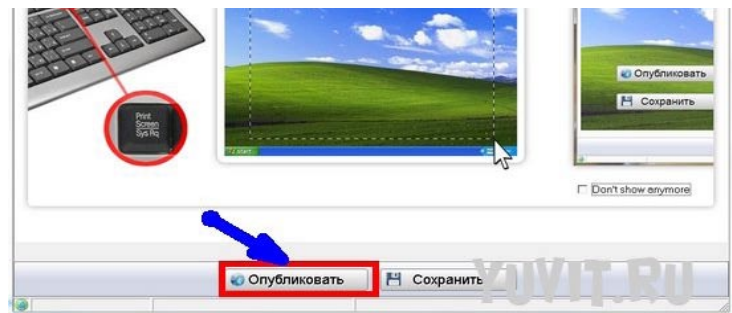 Опубликовать
Print
Screen
Sys Rq
Сохранить
start
Don't show anymore
Опубликовать
Сохранить
YUVIT.RU